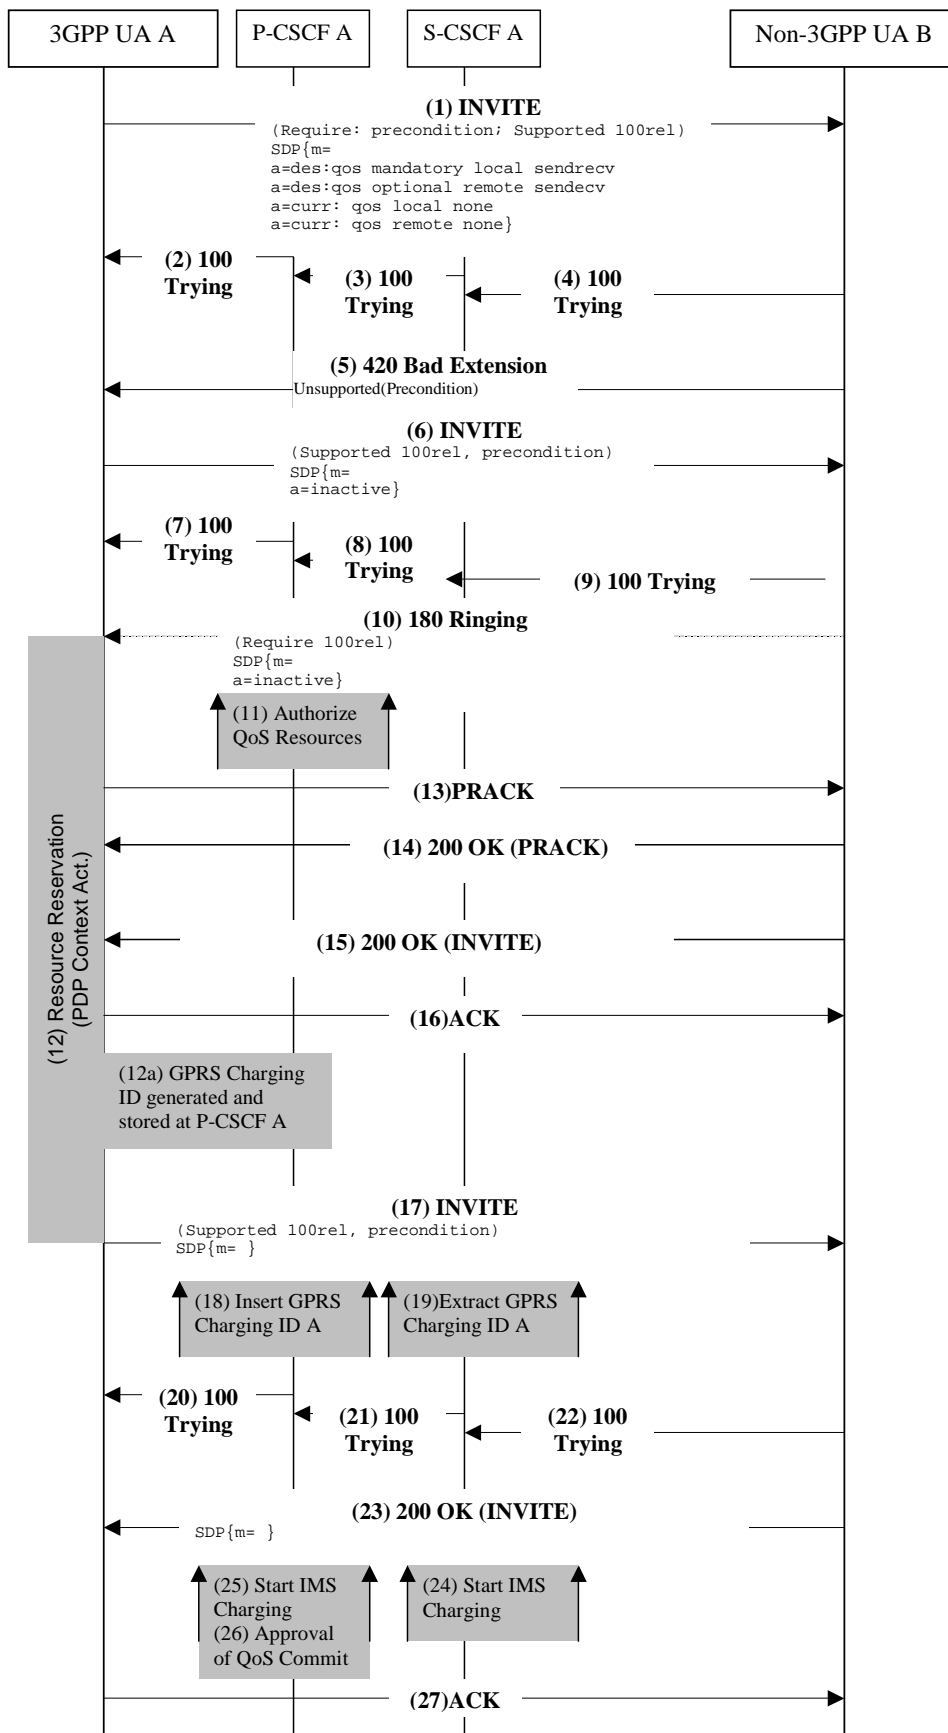 3GPP UA A
P-CSCF A
S-CSCF A
Non-3GPP UA B
(1) INVITE
(Require: precondition; Supported 100rel)
SDP{m=
a=des:qos mandatory local sendrecv
a=des:qos optional remote sendecv
a=curr: qos local none
a=curr: qos remote none}
(2) 100
Trying
(3) 100
Trying
(4) 100
Trying
(5) 420 Bad Extension
Unsupported(Precondition)
(6) INVITE
(Supported 100rel, precondition)
SDP{m=
a=inactive}
(7) 100
Trying
(8) 100
Trying
(9) 100 Trying
(10) 180 Ringing
(Require 100rel)
SDP{m=
a=inactive}
(11) Authorize
QoS Resources
(12) Resource Reservation
(PDP Context Act.)
(13)PRACK
(14) 200 OK (PRACK)
(15) 200 OK (INVITE)
(16)ACK
(12a) GPRS Charging
ID generated and
stored at P-CSCF A
(17) INVITE
(Supported 100rel, precondition)
SDP{m= }
(18) Insert GPRS
Charging ID A
(19)Extract GPRS
Charging ID A
(20) 100
Trying
(21) 100
Trying
(22) 100
Trying
(23) 200 OK (INVITE)
SDP{m= }
(25) Start IMS
Charging
(26) Approval
of QoS Commit
(24) Start IMS
Charging
(27)ACK